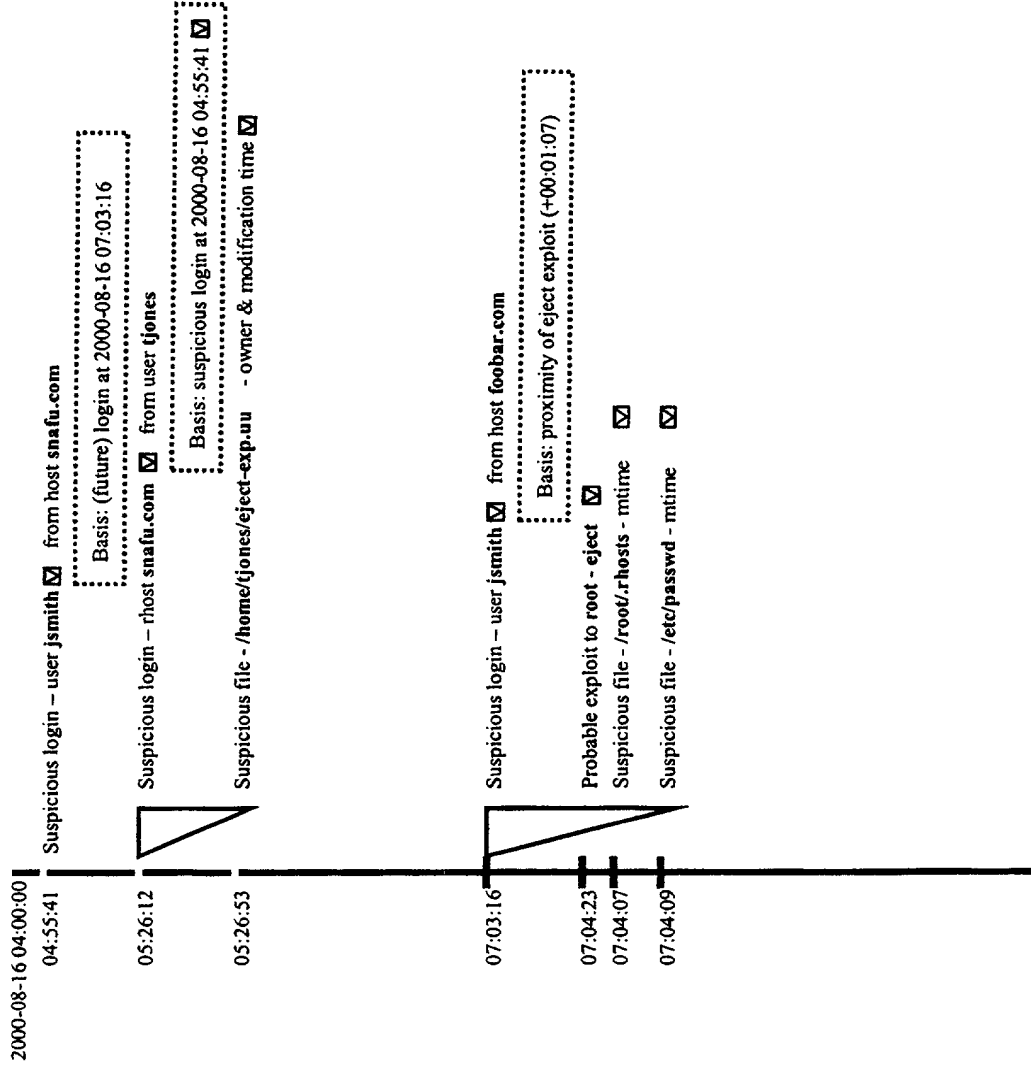 2000-08-16 04:00:00
04:55:41 Suspicious login – user jsmith ☑ from host snafu.com
Basis: (future) login at 2000-08-16 07:03:16
05:26:12 Suspicious login – rhost snafu.com ☑ from user tjones
Basis: suspicious login at 2000-08-16 04:55:41 ☑
05:26:53 Suspicious file - /home/tjones/eject-exp.uu - owner & modification time ☑
07:03:16 Suspicious login – user jsmith ☑ from host foobar.com
Basis: proximity of eject exploit (+00:01:07)
07:04:23 Probable exploit to root - eject ☑
07:04:07 Suspicious file - /root/.rhosts - mtime ☑
07:04:09 Suspicious file - /etc/passwd - mtime ☑